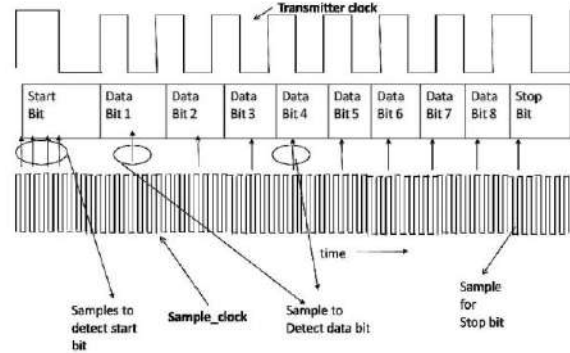 Transmitter clock
Start Bit
Data Bit 1
Data Bit 2
Data Bit 3
Data Bit 4
Data Bit 5
Data Bit 6
Data Bit 7
Data Bit 8
Stop Bit
time
Samples to
detect start
bit
Sample_clock
Sample to
Detect data bit
Sample
for
Stop bit